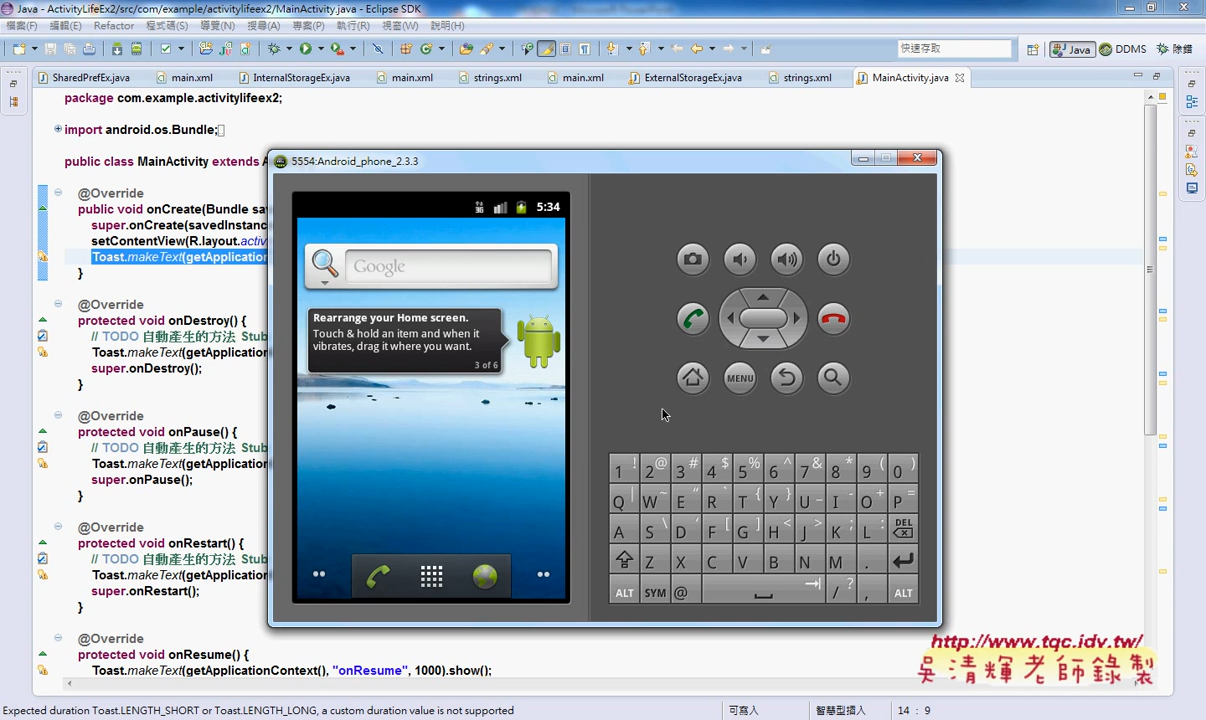 Java - ActivityLifeEx2/src/com/example/activitylifeex2/MainActivity.java - Eclipse SDK
檔案(F) 編輯(E) Refactor 程式碼(S) 導覽(N) 搜尋(A) 專案(P) 執行(R) 視窗(W) 說明(H)
快速存取 Java DDMS 除錯
SharedPrefEx.java main.xml InternalStorageEx.java main.xml strings.xml main.xml ExternalStorageEx.java strings.xml MainActivity.java
package com.example.activitylifeex2;
import android.os.Bundle;
public class MainActivity extends A
@Override
public void onCreate(Bundle sa
super.onCreate(savedInstanc
setContentView(R.layout.activ
Toast.makeText(getApplication
}
@Override
protected void onDestroy() {
// TODO 自動產生的方法 Stub
Toast.makeText(getApplication
super.onDestroy();
}
@Override
protected void onPause() {
// TODO 自動產生的方法 Stub
Toast.makeText(getApplication
super.onPause();
}
@Override
protected void onRestart() {
// TODO 自動產生的方法 Stub
Toast.makeText(getApplication
super.onRestart();
}
@Override
protected void onResume() {
Toast.makeText(getApplicationContext(), "onResume", 1000).show();
5554:Android_phone_2.3.3
5:34
Google
Rearrange your Home screen.
Touch & hold an item and when it
vibrates, drag it where you want.
3 of 6
MENU
1 ! 2 @ 3 # 4 $ 5 % 6 ^ 7 & 8 * 9 ( 0 )
Q | W ~ E " R ` T { Y } U _ I - O + P =
A S \ D ' F [ G ] H < J > K ; L : DEL
Z X C V B N M .
ALT SYM @ / ? , ALT
http://www.tqc.idv.tw/
吳清輝老師錄製
Expected duration Toast.LENGTH_SHORT or Toast.LENGTH_LONG, a custom duration value is not supported 可寫入 智慧型插入 14 : 9